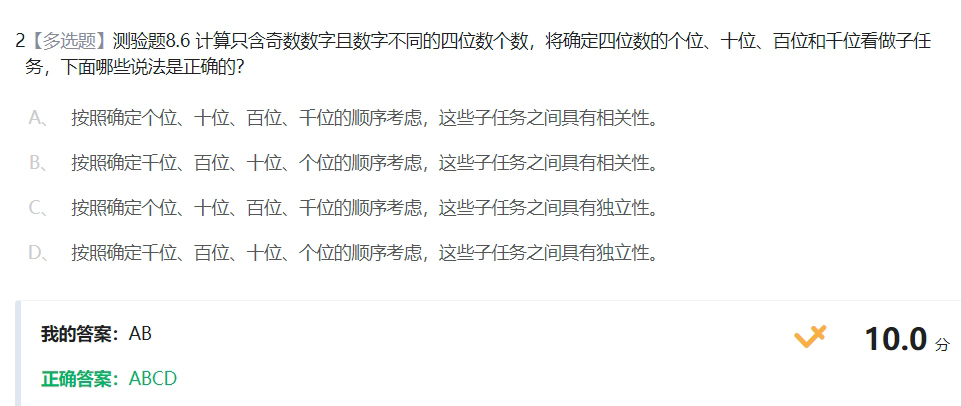 2【多选题】测验题8.6 计算只含奇数数字且数字不同的四位数个数，将确定四位数的个位、十位、百位和千位看做子任
务，下面哪些说法是正确的？
A、 按照确定个位、十位、百位、千位的顺序考虑，这些子任务之间具有相关性。
B、 按照确定千位、百位、十位、个位的顺序考虑，这些子任务之间具有相关性。
C、 按照确定个位、十位、百位、千位的顺序考虑，这些子任务之间具有独立性。
D、 按照确定千位、百位、十位、个位的顺序考虑，这些子任务之间具有独立性。
我的答案：AB
10.0 分
正确答案：ABCD